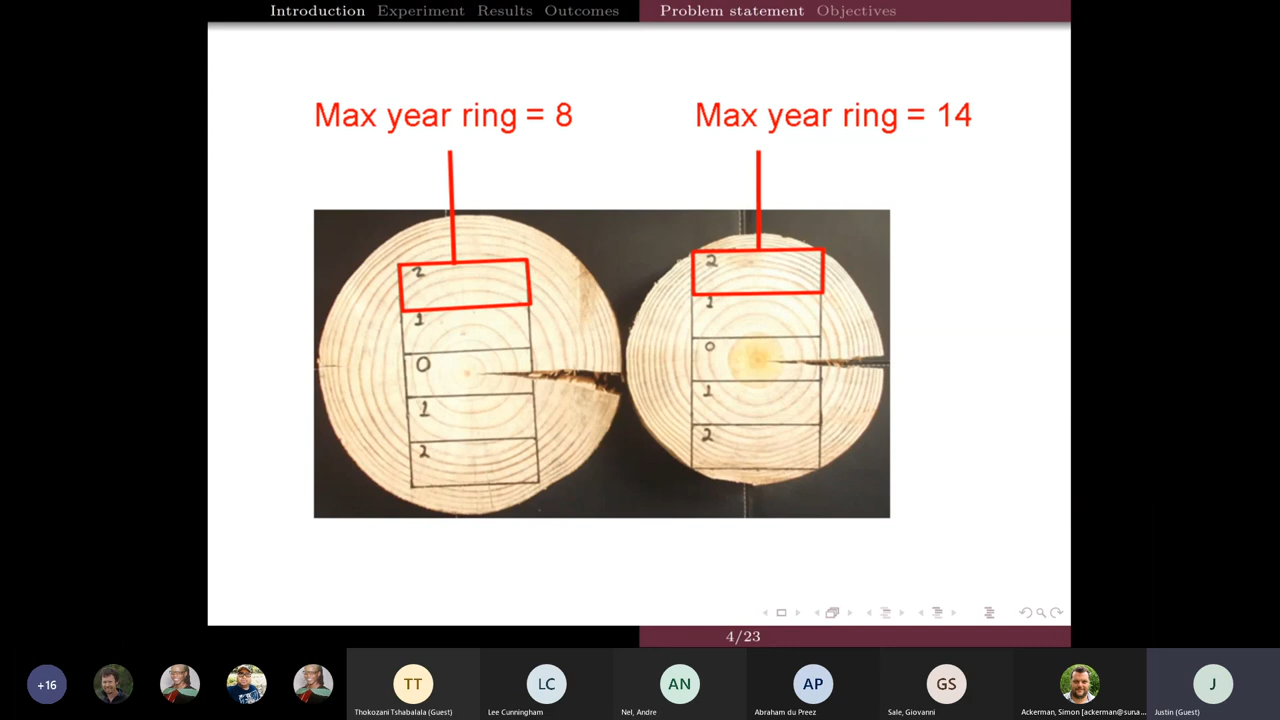 Introduction Experiment Results Outcomes Problem statement Objectives
Max year ring = 8 Max year ring = 14
2 2
1 1
0 0
1 1
2 2
4/23
+16 TT LC AN AP GS J
Thokozani Tshabalala (Guest) Lee Cunningham Nel, Andre Abraham du Preez Sale, Giovanni Ackerman, Simon [ackerman@suna... Justin (Guest)